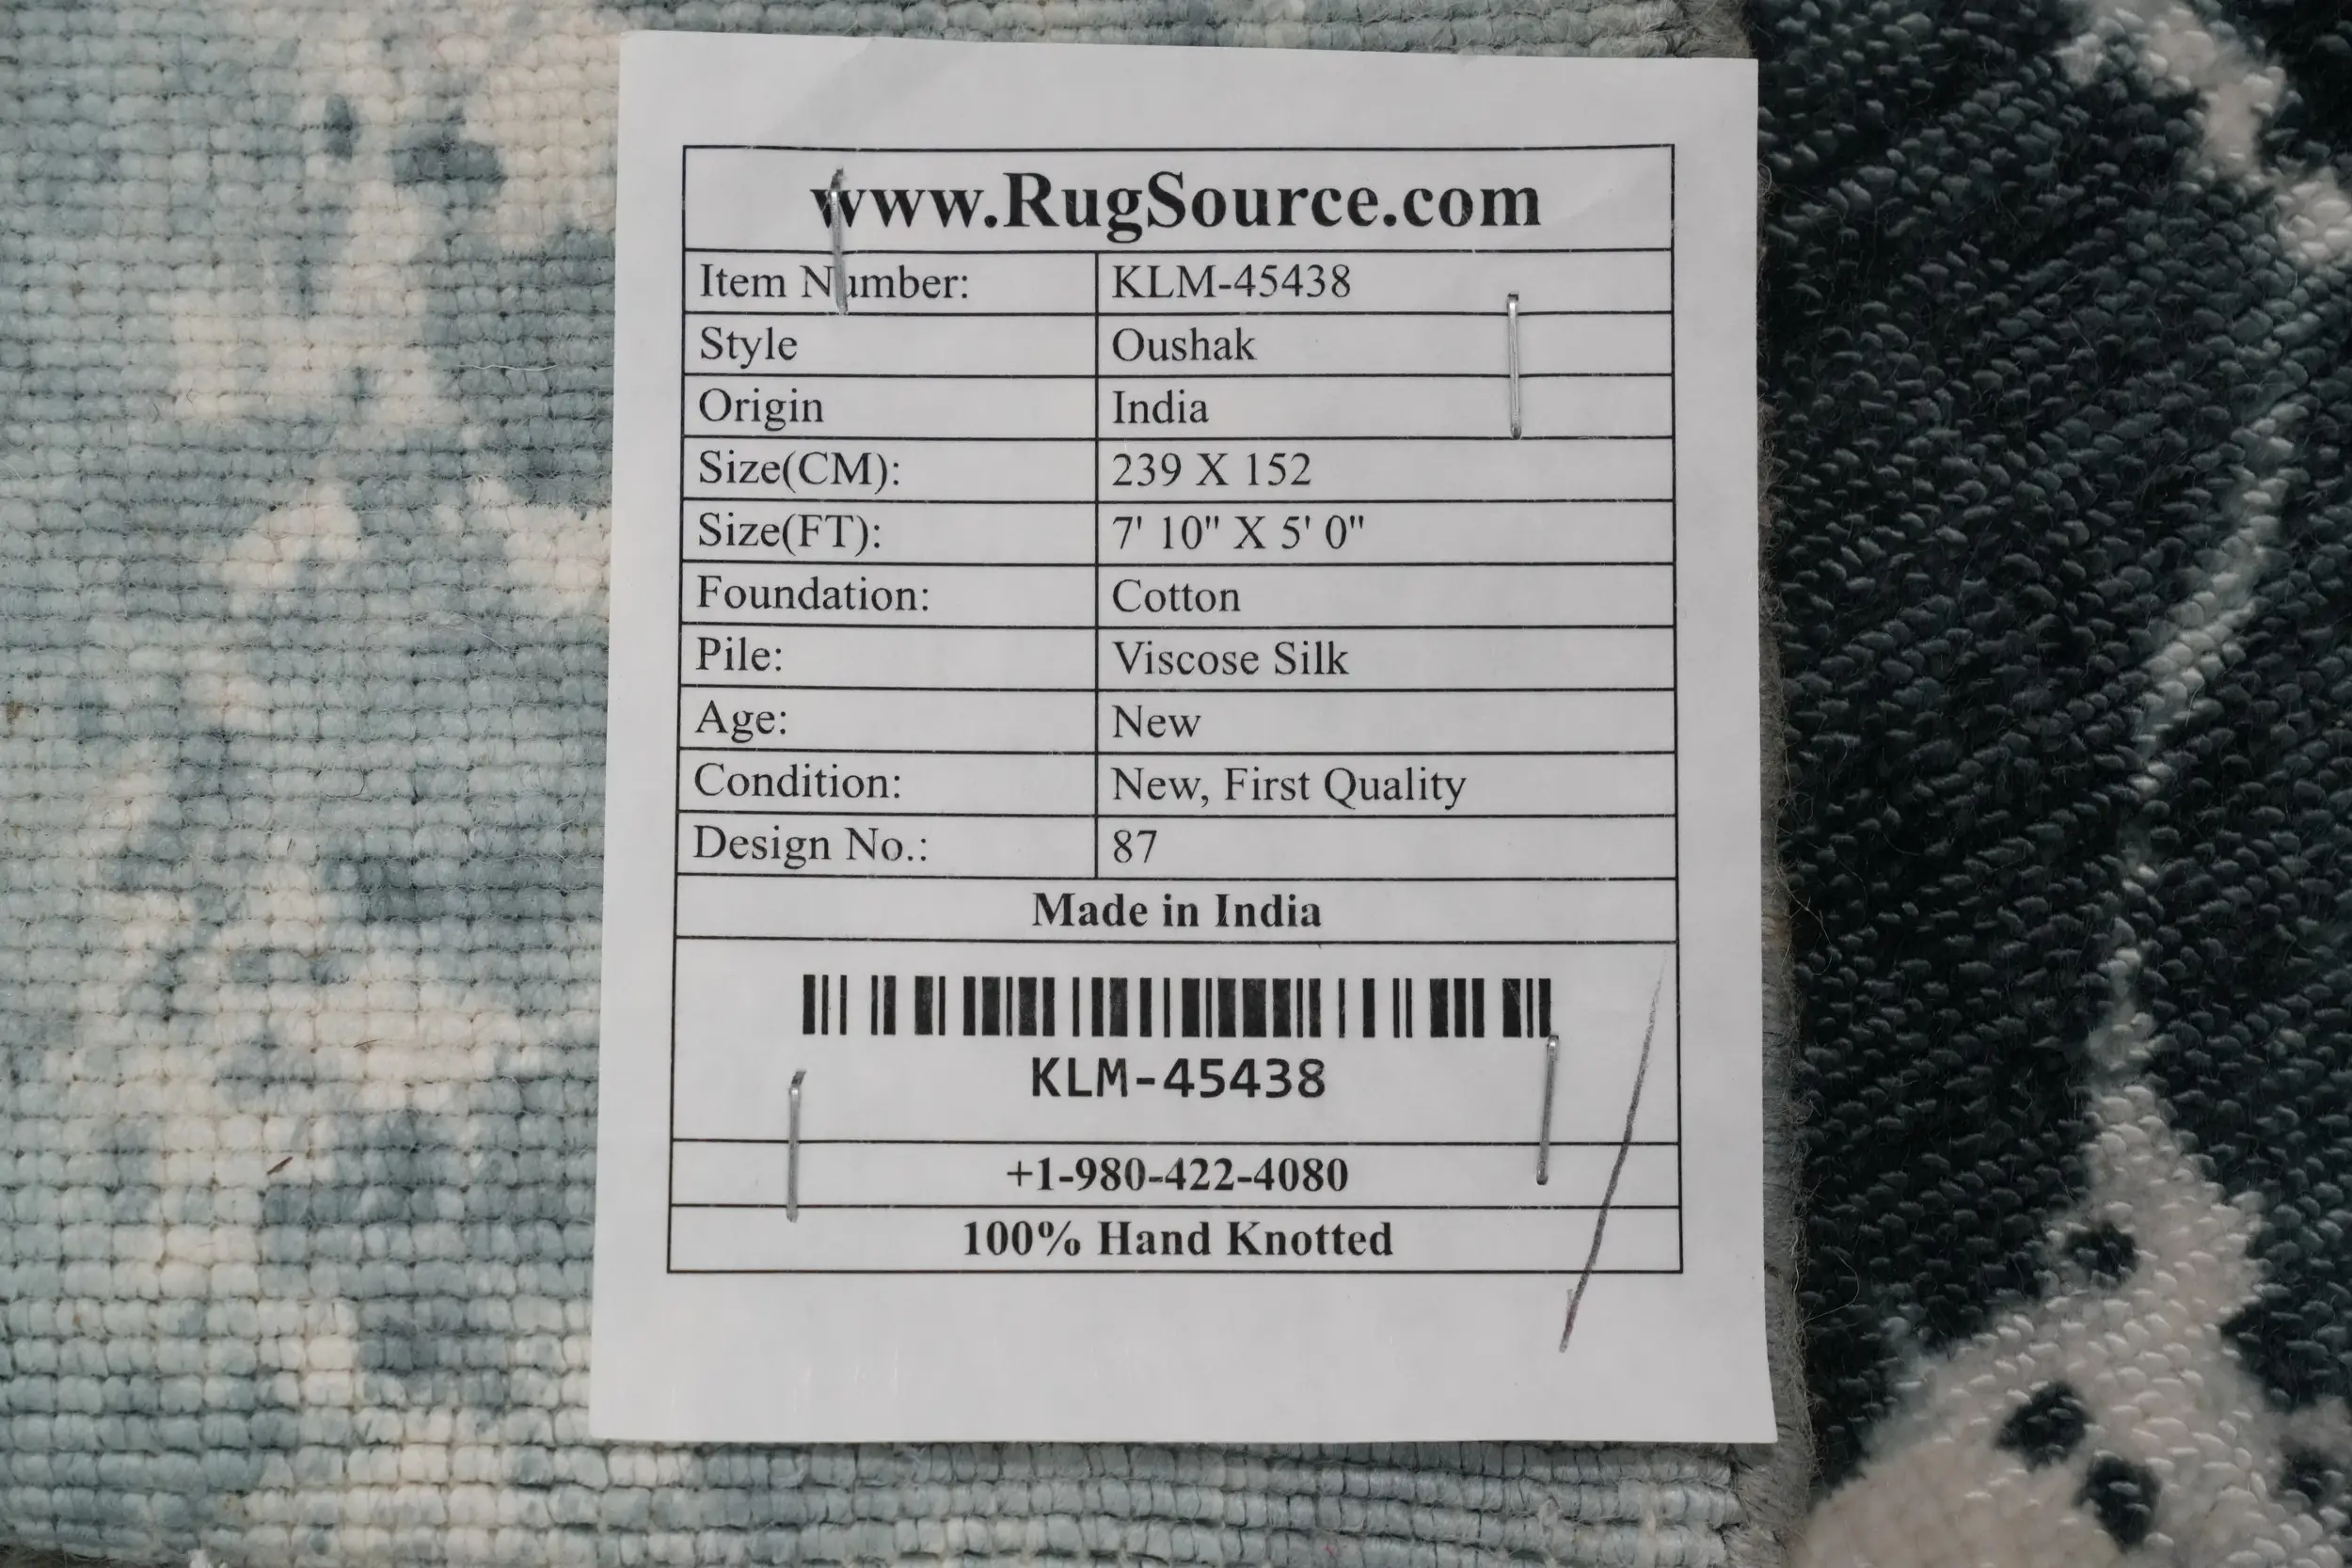 www.RugSource.com
Item Number: KLM-45438
Style Oushak
Origin India
Size(CM): 239 X 152
Size(FT): 7' 10" X 5' 0"
Foundation: Cotton
Pile: Viscose Silk
Age: New
Condition: New, First Quality
Design No.: 87
Made in India
KLM-45438
+1-980-422-4080
100% Hand Knotted